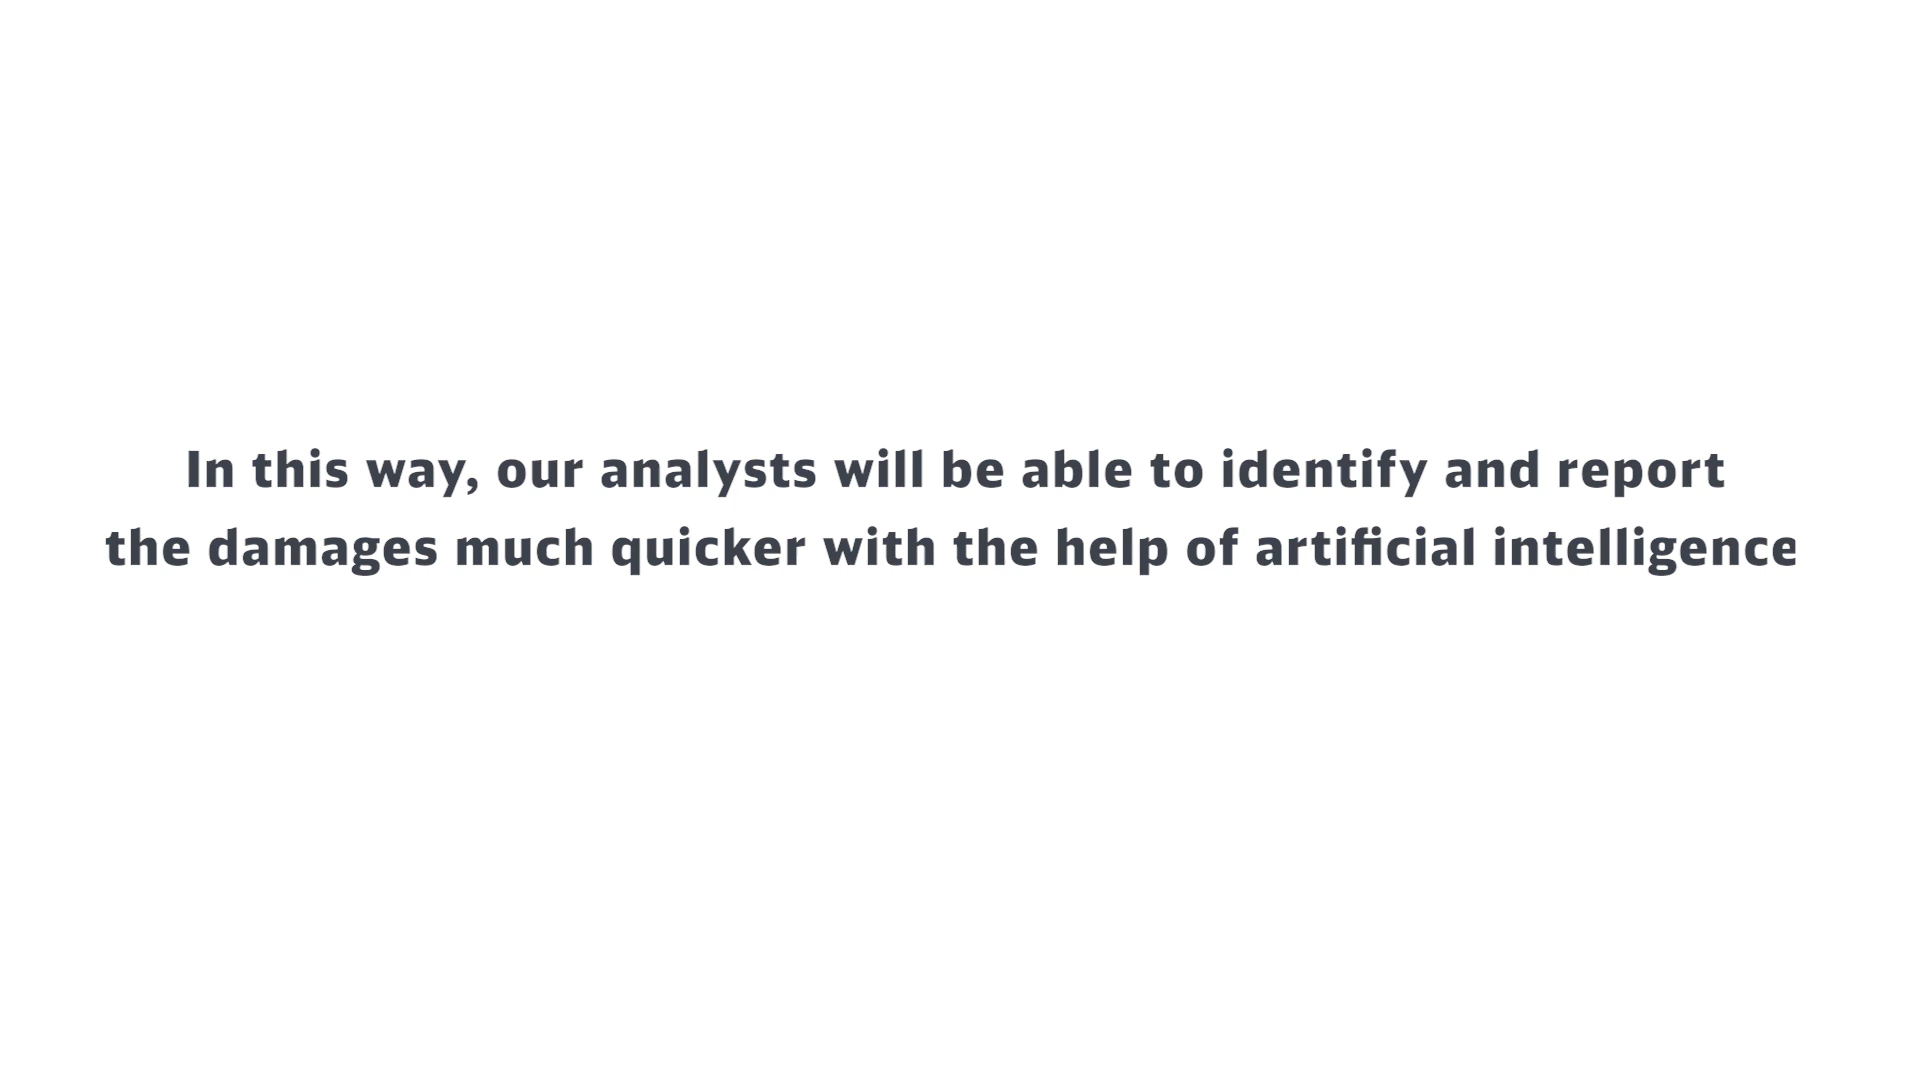 In this way, our analysts will be able to identify and report
the damages much quicker with the help of artificial intelligence